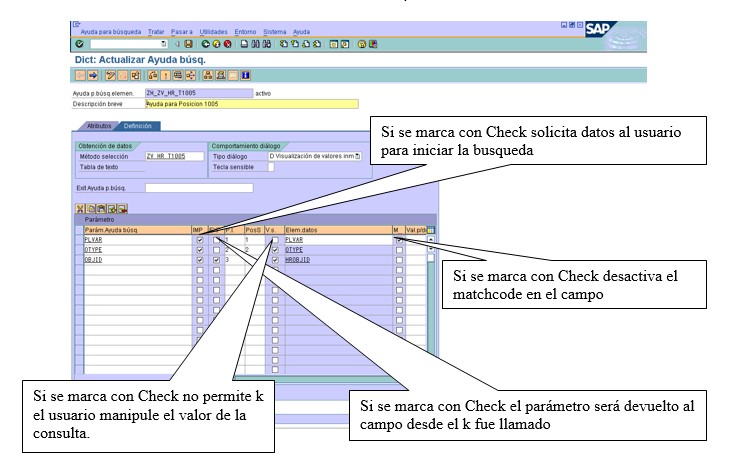 Ayuda para búsqueda Tratar Pasar a Utilidades Entorno Sistema Ayuda
SAP
Dict: Actualizar Ayuda búsq.
Ayuda p.búsq.elemen. ZH_ZY_HR_T1005 activo
Descripción breve Ayuda para Posicion 1005
Atributos Definición
Si se marca con Check solicita datos al usuario
para iniciar la busqueda
Obtención de datos Comportamiento diálogo
Método selección ZY_HR_T1005 Tipo diálogo D Visualización de valores inm
Tabla de texto Tecla sensible
Exit Ayuda p.búsq.
Parámetro
Parám.Ayuda búsq IMP PosS V.s. Elem.datos M_ Val.p/de
PLVAR 1 1 PLVAR
OTYPE 2 2 OTYPE
OBJID 3 HROBJID
Si se marca con Check desactiva el
matchcode en el campo
Si se marca con Check no permite k
el usuario manipule el valor de la
consulta.
Si se marca con Check el parámetro será devuelto al
campo desde el k fue llamado